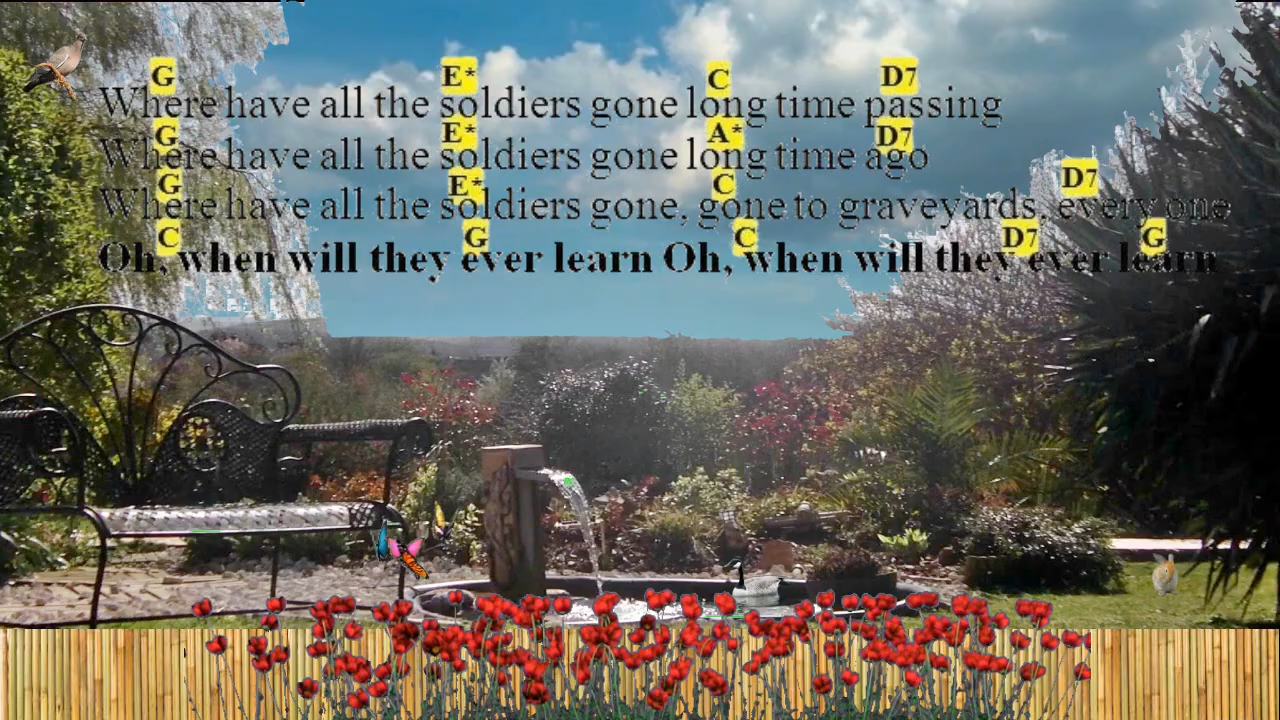 G E* C D7
Where have all the soldiers gone long time passing
G E* A* D7
Where have all the soldiers gone long time ago
G E* C D7
Where have all the soldiers gone, gone to graveyards, every one
C G C D7 G
Oh, when will they ever learn Oh, when will they ever learn